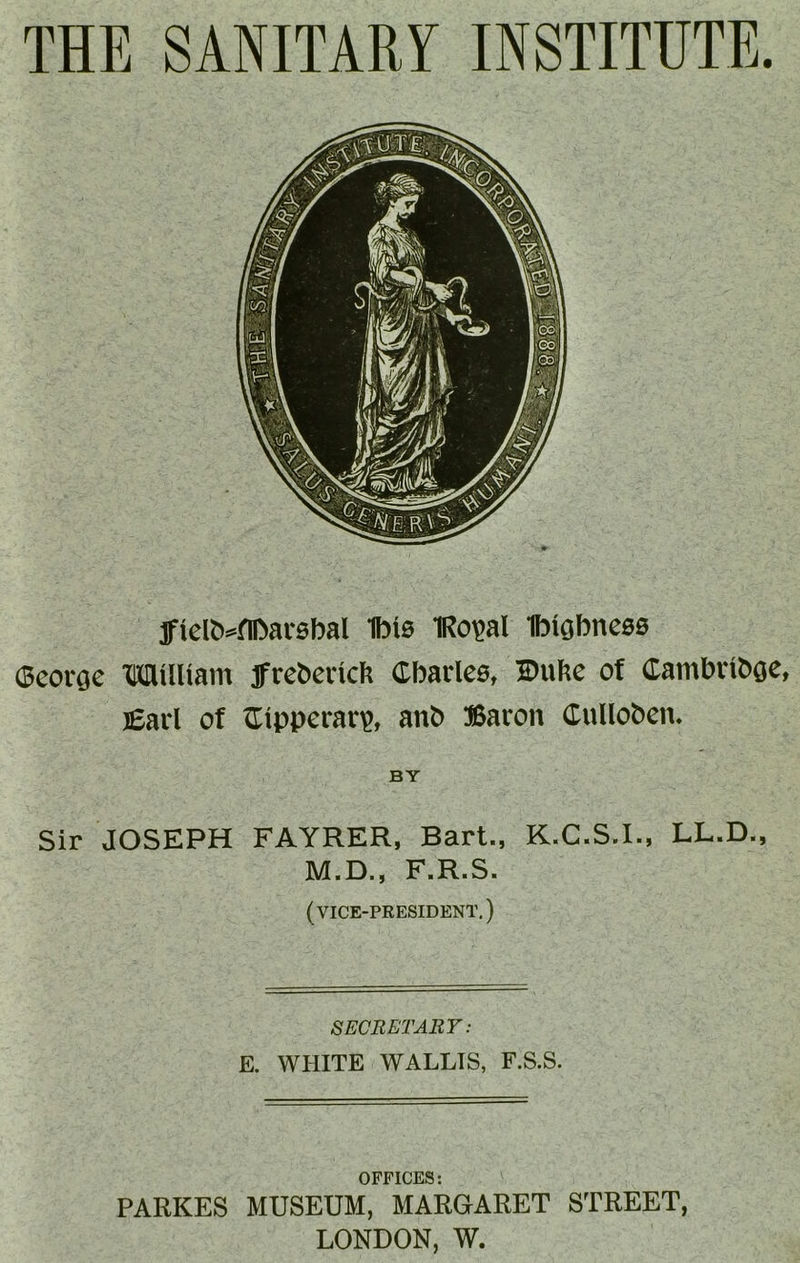 THE SANITARY INSTITUTE.
THE SANITARY INSTITUTE. INCORPORATED 1888.
SALUS GENERIS HUMANI.
Field-Marshal His Royal Highness
George William Frederick Charles, Duke of Cambridge,
Earl of Tipperary, and Baron Culloden.
BY
Sir JOSEPH FAYRER, Bart., K.C.S.I., LL.D.,
M.D., F.R.S.
(VICE-PRESIDENT.)
SECRETARY:
E. WHITE WALLIS, F.S.S.
OFFICES:
PARKES MUSEUM, MARGARET STREET,
LONDON, W.